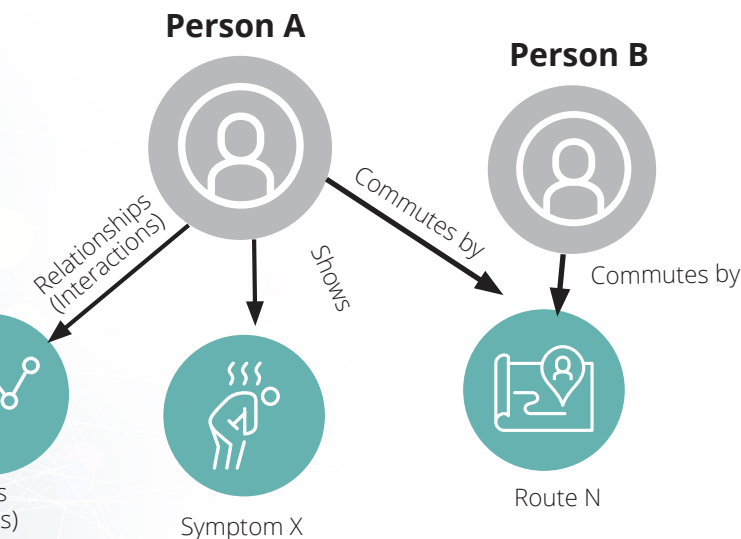 Person A
Person B
Relationships
(Interactions)
Shows
Commutes by
Commutes by
Symptom X
Route N